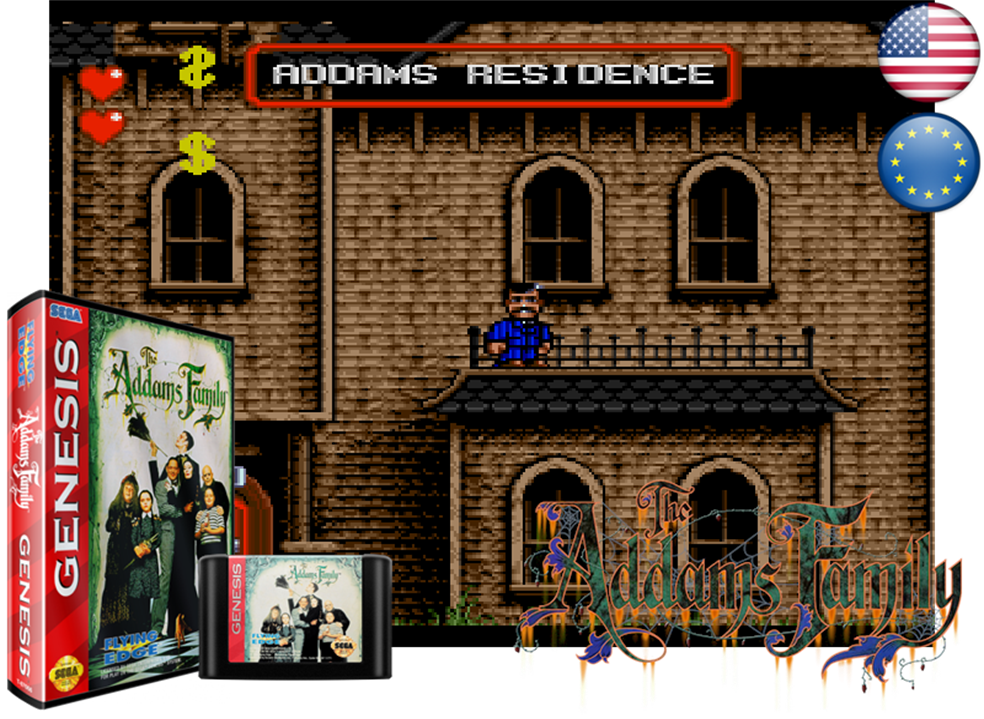 $
$
ADDAMS RESIDENCE
SEGA
FLYING EDGE
The Addams Family
GENESIS
SEGA
GENESIS
The
Addams Family
FLYING
EDGE
GENESIS
The
Addams Family
FLYING
EDGE
SEGA
The
Addams Family